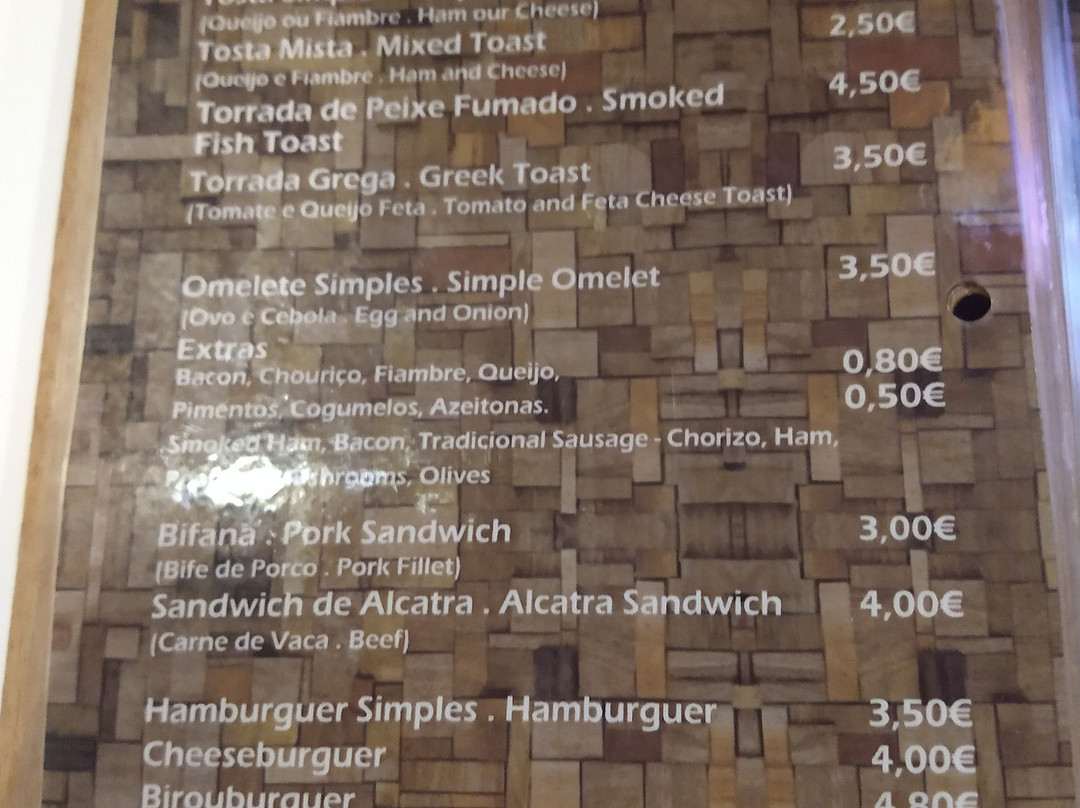 (Queijo ou Fiambre . Ham our Cheese)
Tosta Mista . Mixed Toast 2,50€
(Queijo e Fiambre . Ham and Cheese)
Torrada de Peixe Fumado . Smoked 4,50€
Fish Toast
Torrada Grega . Greek Toast 3,50€
(Tomate e Queijo Feta . Tomato and Feta Cheese Toast)
Omelete Simples . Simple Omelet 3,50€
(Ovo e Cebola . Egg and Onion)
Extras
Bacon, Chouriço, Fiambre, Queijo, 0,80€
Pimentos, Cogumelos, Azeitonas. 0,50€
Smoked Ham, Bacon, Tradicional Sausage - Chorizo, Ham,
Olives
Bifana . Pork Sandwich 3,00€
(Bife de Porco . Pork Fillet)
Sandwich de Alcatra . Alcatra Sandwich 4,00€
(Carne de Vaca . Beef)
Hamburguer Simples . Hamburguer 3,50€
Cheeseburguer 4,00€
Birouburguer 4,80€